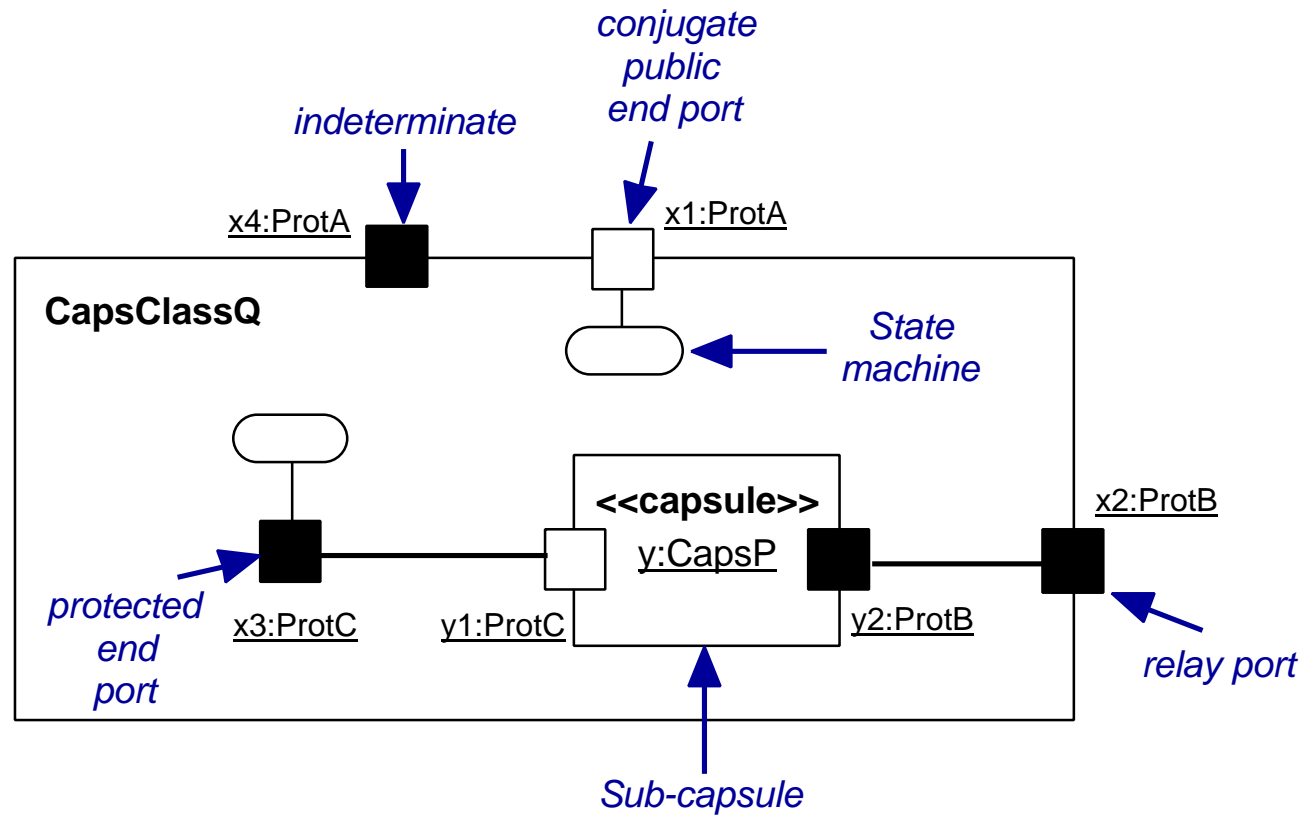 conjugate
public
end port
indeterminate
x4:ProtA
x1:ProtA
CapsClassQ
State
machine
<<capsule>>
y:CapsP
x2:ProtB
protected
end
port
x3:ProtC
y1:ProtC
y2:ProtB
relay port
Sub-capsule